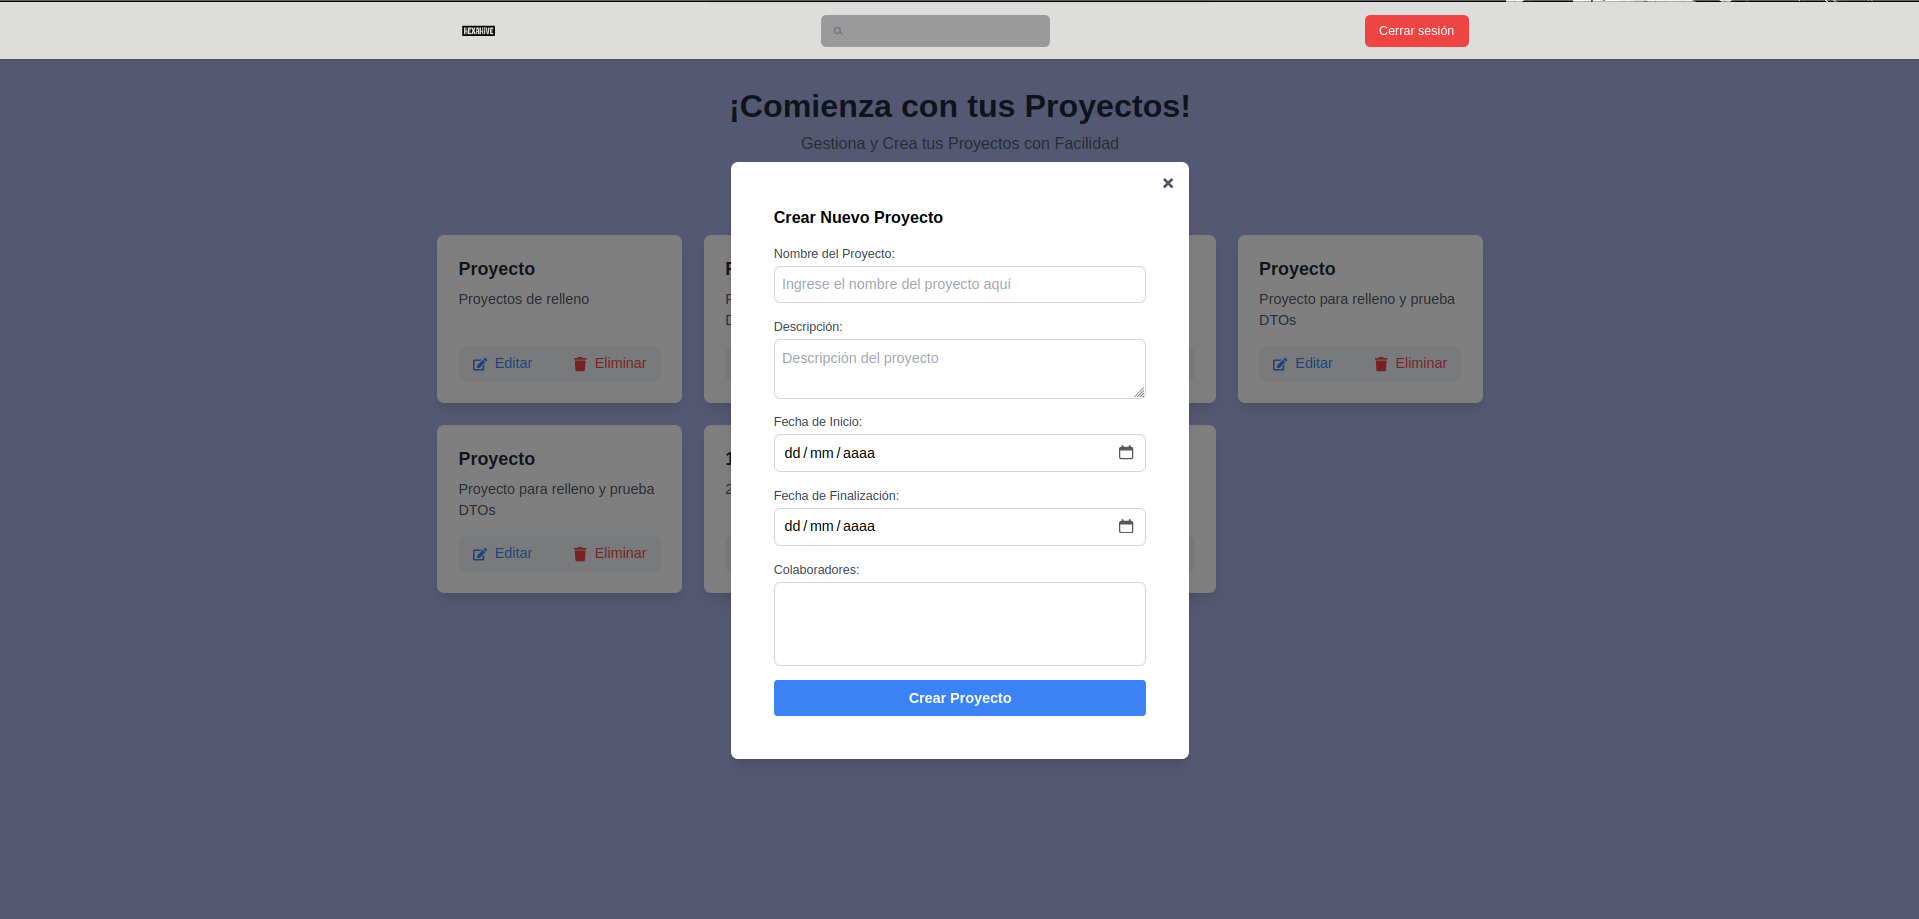 HEXAHIVE
Cerrar sesión
¡Comienza con tus Proyectos!
Gestiona y Crea tus Proyectos con Facilidad
Crear Nuevo Proyecto
Nombre del Proyecto:
Ingrese el nombre del proyecto aquí
Descripción:
Descripción del proyecto
Fecha de Inicio:
dd/mm/aaaa
Fecha de Finalización:
dd/mm/aaaa
Colaboradores:
Crear Proyecto
Proyecto
Proyectos de relleno
Editar Eliminar
Proyecto
Proyecto para relleno y prueba
DTOs
Editar Eliminar
Proyecto
Proyecto para relleno y prueba
DTOs
Editar Eliminar
1
2